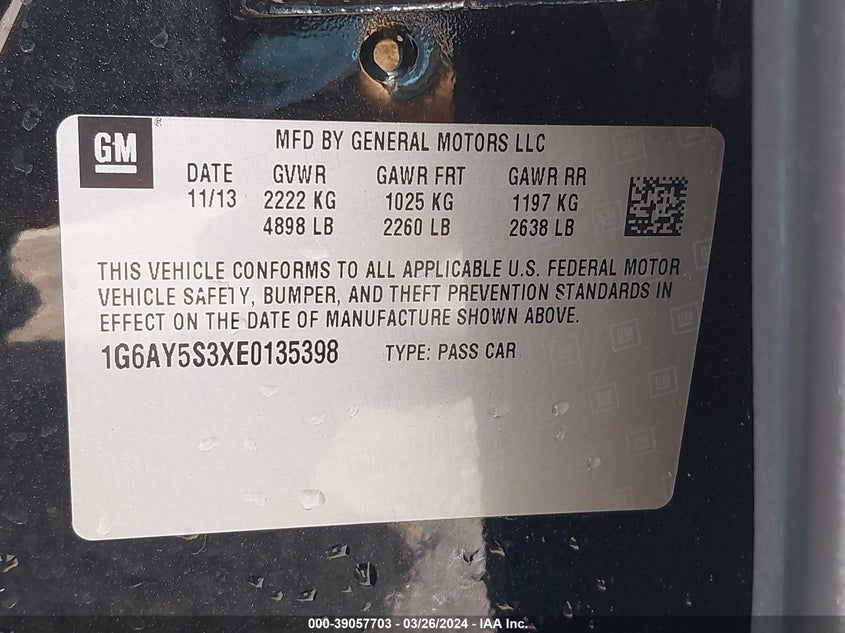 GM
MFD BY GENERAL MOTORS LLC
DATE GVWR GAWR FRT GAWR RR
11/13 2222 KG 1025 KG 1197 KG
4898 LB 2260 LB 2638 LB
THIS VEHICLE CONFORMS TO ALL APPLICABLE U.S. FEDERAL MOTOR
VEHICLE SAFETY, BUMPER, AND THEFT PREVENTION STANDARDS IN
EFFECT ON THE DATE OF MANUFACTURE SHOWN ABOVE.
1G6AY5S3XE0135398 TYPE: PASS CAR
000-39057703 - 03/26/2024 - IAA Inc.